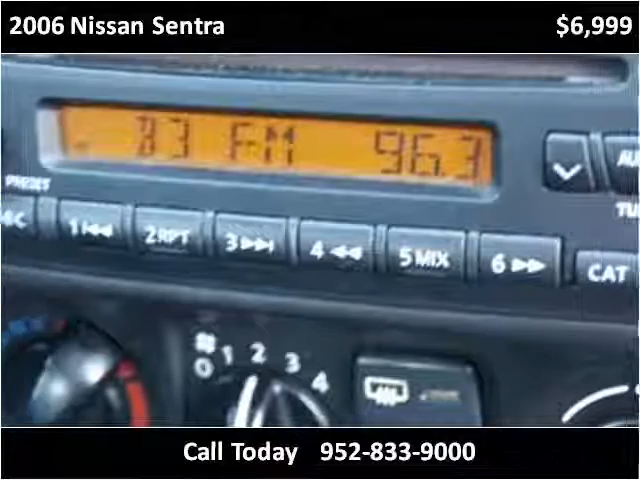 2006 Nissan Sentra $6,999
FM 96.3
PRESET
1 2RPT 3 4 5MIX 6 CAT
1 2 3
0 4
Call Today 952-833-9000